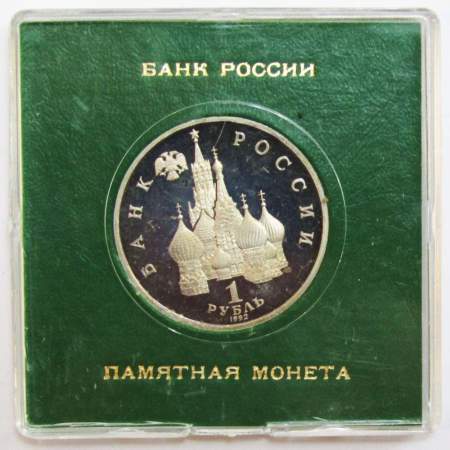 БАНК РОССИИ
БАНК РОССИИ
1
РУБЛЬ
1992
ПАМЯТНАЯ МОНЕТА